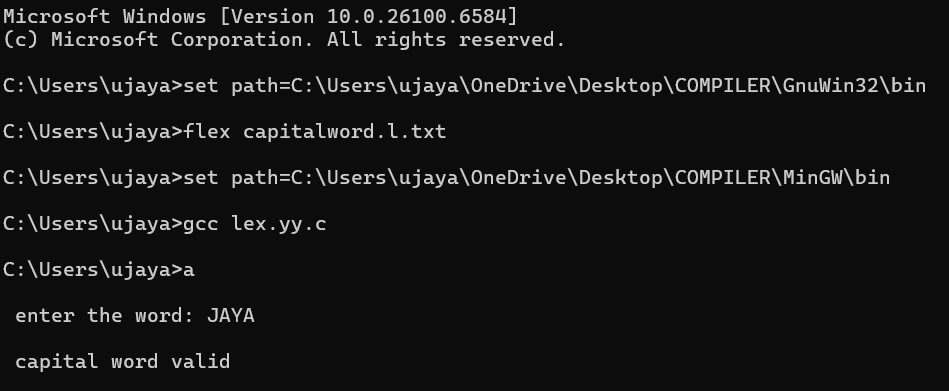 Microsoft Windows [Version 10.0.26100.6584]
(c) Microsoft Corporation. All rights reserved.
C:\Users\ujaya>set path=C:\Users\ujaya\OneDrive\Desktop\COMPILER\GnuWin32\bin
C:\Users\ujaya>flex capitalword.l.txt
C:\Users\ujaya>set path=C:\Users\ujaya\OneDrive\Desktop\COMPILER\MinGW\bin
C:\Users\ujaya>gcc lex.yy.c
C:\Users\ujaya>a
enter the word: JAYA
capital word valid